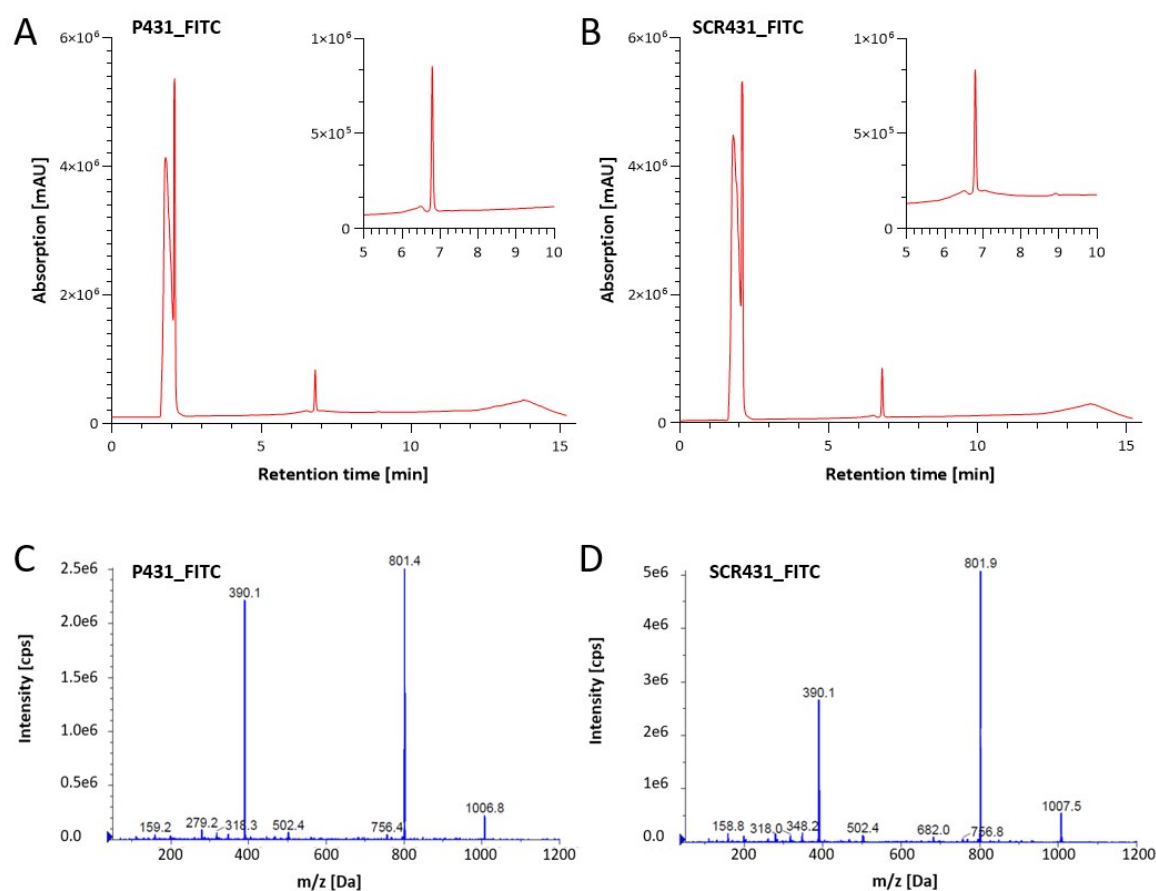 A
P431_FITC
6×10⁶
4×10⁶
2×10⁶
0
Absorption [mAU]
0 5 10 15
Retention time [min]
1×10⁶
5×10⁵
0
5 6 7 8 9 10
B
SCR431_FITC
6×10⁶
4×10⁶
2×10⁶
0
Absorption [mAU]
0 5 10 15
Retention time [min]
1×10⁶
5×10⁵
0
5 6 7 8 9 10
C
P431_FITC
2.5e6
2.0e6
1.5e6
1.0e6
0.5e6
0.0
Intensity [cps]
801.4
390.1
1006.8
159.2 279.2 318.3 502.4 756.4
200 400 600 800 1000 1200
m/z [Da]
D
SCR431_FITC
5e6
4e6
3e6
2e6
1e6
0.0
Intensity [cps]
801.9
390.1
1007.5
158.8 318.0 348.2 502.4 682.0 756.8
200 400 600 800 1000 1200
m/z [Da]